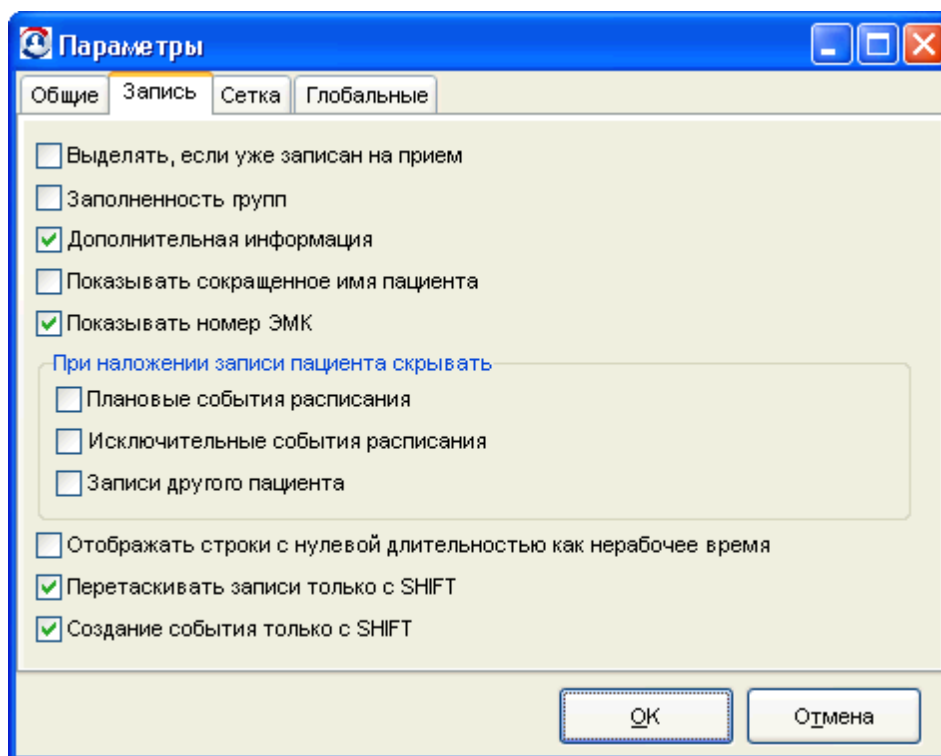 Параметры
Общие Запись Сетка Глобальные
Выделять, если уже записан на прием
Заполненность групп
Дополнительная информация
Показывать сокращенное имя пациента
Показывать номер ЭМК
При наложении записи пациента скрывать
Плановые события расписания
Исключительные события расписания
Записи другого пациента
Отображать строки с нулевой длительностью как нерабочее время
Перетаскивать записи только с SHIFT
Создание события только с SHIFT
OK Отмена